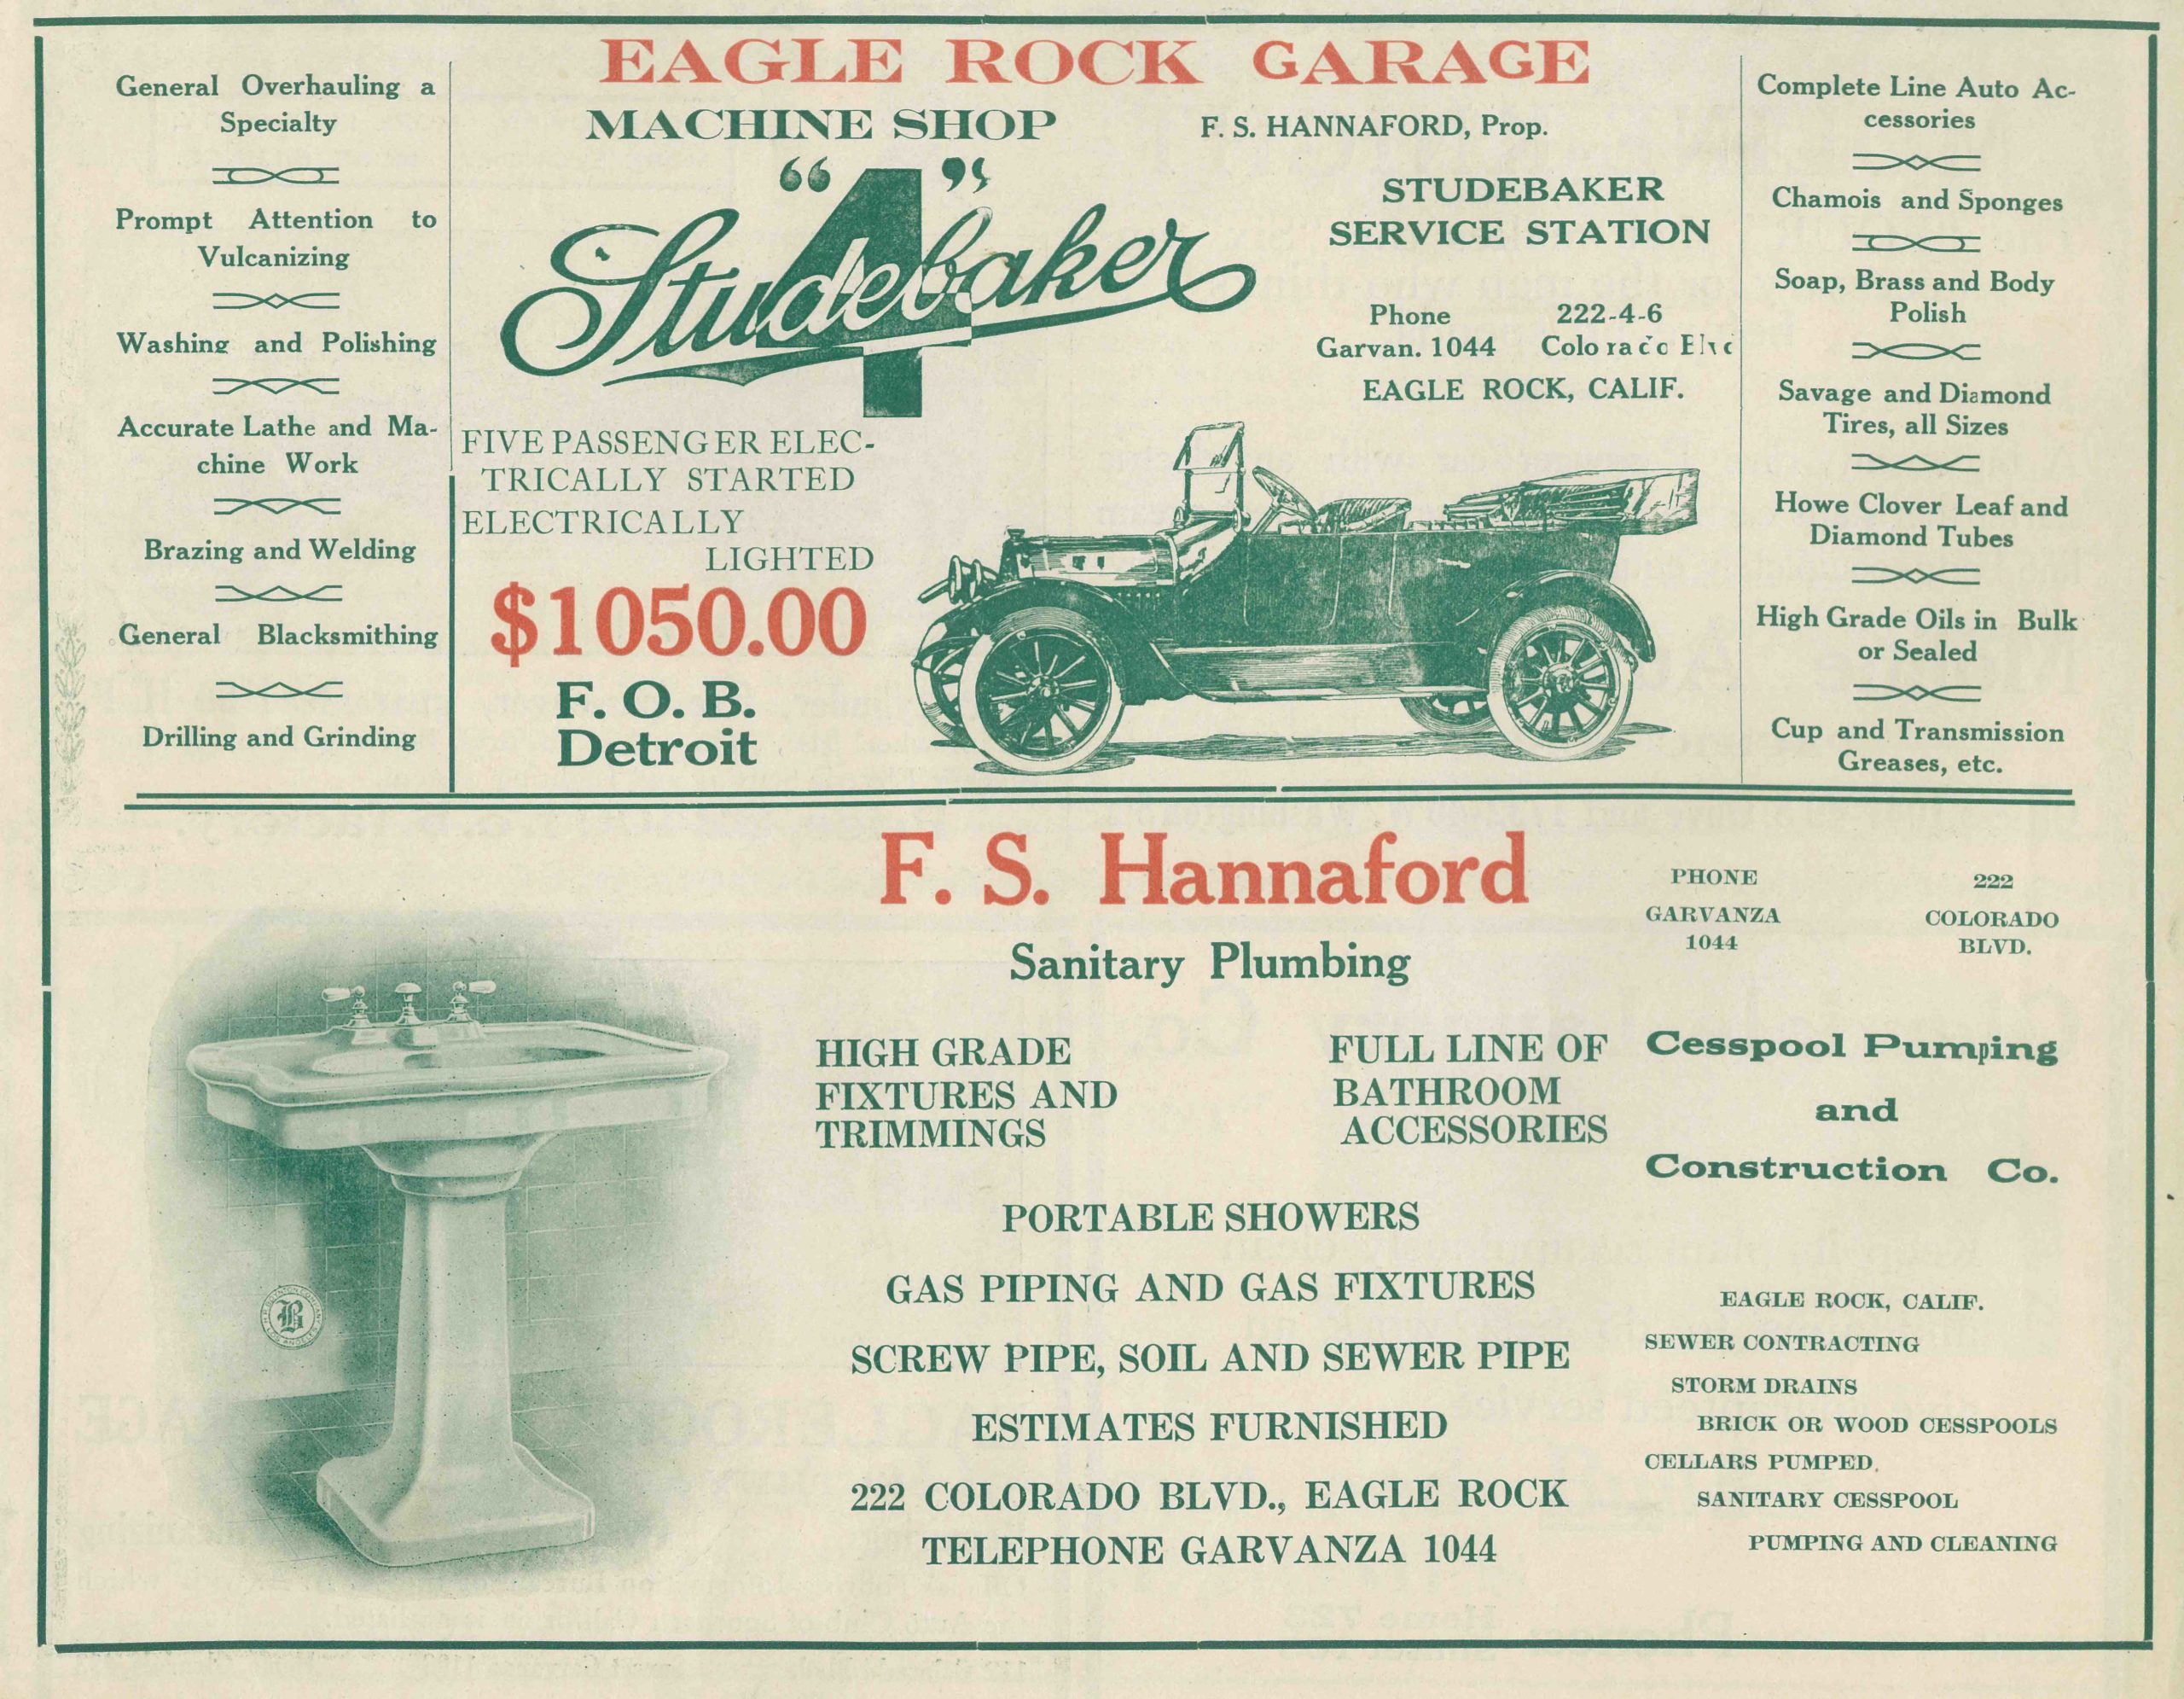 EAGLE ROCK GARAGE
MACHINE SHOP
F. S. HANNAFORD, Prop.
General Overhauling a
Specialty
Prompt Attention to
Vulcanizing
Washing and Polishing
Accurate Lathe and Ma-
chine Work
Brazing and Welding
General Blacksmithing
Drilling and Grinding
“4”
Studebaker
STUDEBAKER
SERVICE STATION
Phone 222-4-6
Garvan. 1044 Colorado Blvd
EAGLE ROCK, CALIF.
FIVE PASSENGER ELEC-
TRICALLY STARTED
ELECTRICALLY
LIGHTED
$1050.00
F. O. B.
Detroit
Complete Line Auto Ac-
cessories
Chamois and Sponges
Soap, Brass and Body
Polish
Savage and Diamond
Tires, all Sizes
Howe Clover Leaf and
Diamond Tubes
High Grade Oils in Bulk
or Sealed
Cup and Transmission
Greases, etc.
F. S. Hannaford
Sanitary Plumbing
HIGH GRADE
FIXTURES AND
TRIMMINGS
FULL LINE OF
BATHROOM
ACCESSORIES
PORTABLE SHOWERS
GAS PIPING AND GAS FIXTURES
SCREW PIPE, SOIL AND SEWER PIPE
ESTIMATES FURNISHED
222 COLORADO BLVD., EAGLE ROCK
TELEPHONE GARVANZA 1044
PHONE
GARVANZA
1044
222
COLORADO
BLVD.
Cesspool Pumping
and
Construction Co.
EAGLE ROCK, CALIF.
SEWER CONTRACTING
STORM DRAINS
BRICK OR WOOD CESSPOOLS
CELLARS PUMPED.
SANITARY CESSPOOL
PUMPING AND CLEANING
B
LOS ANGELES